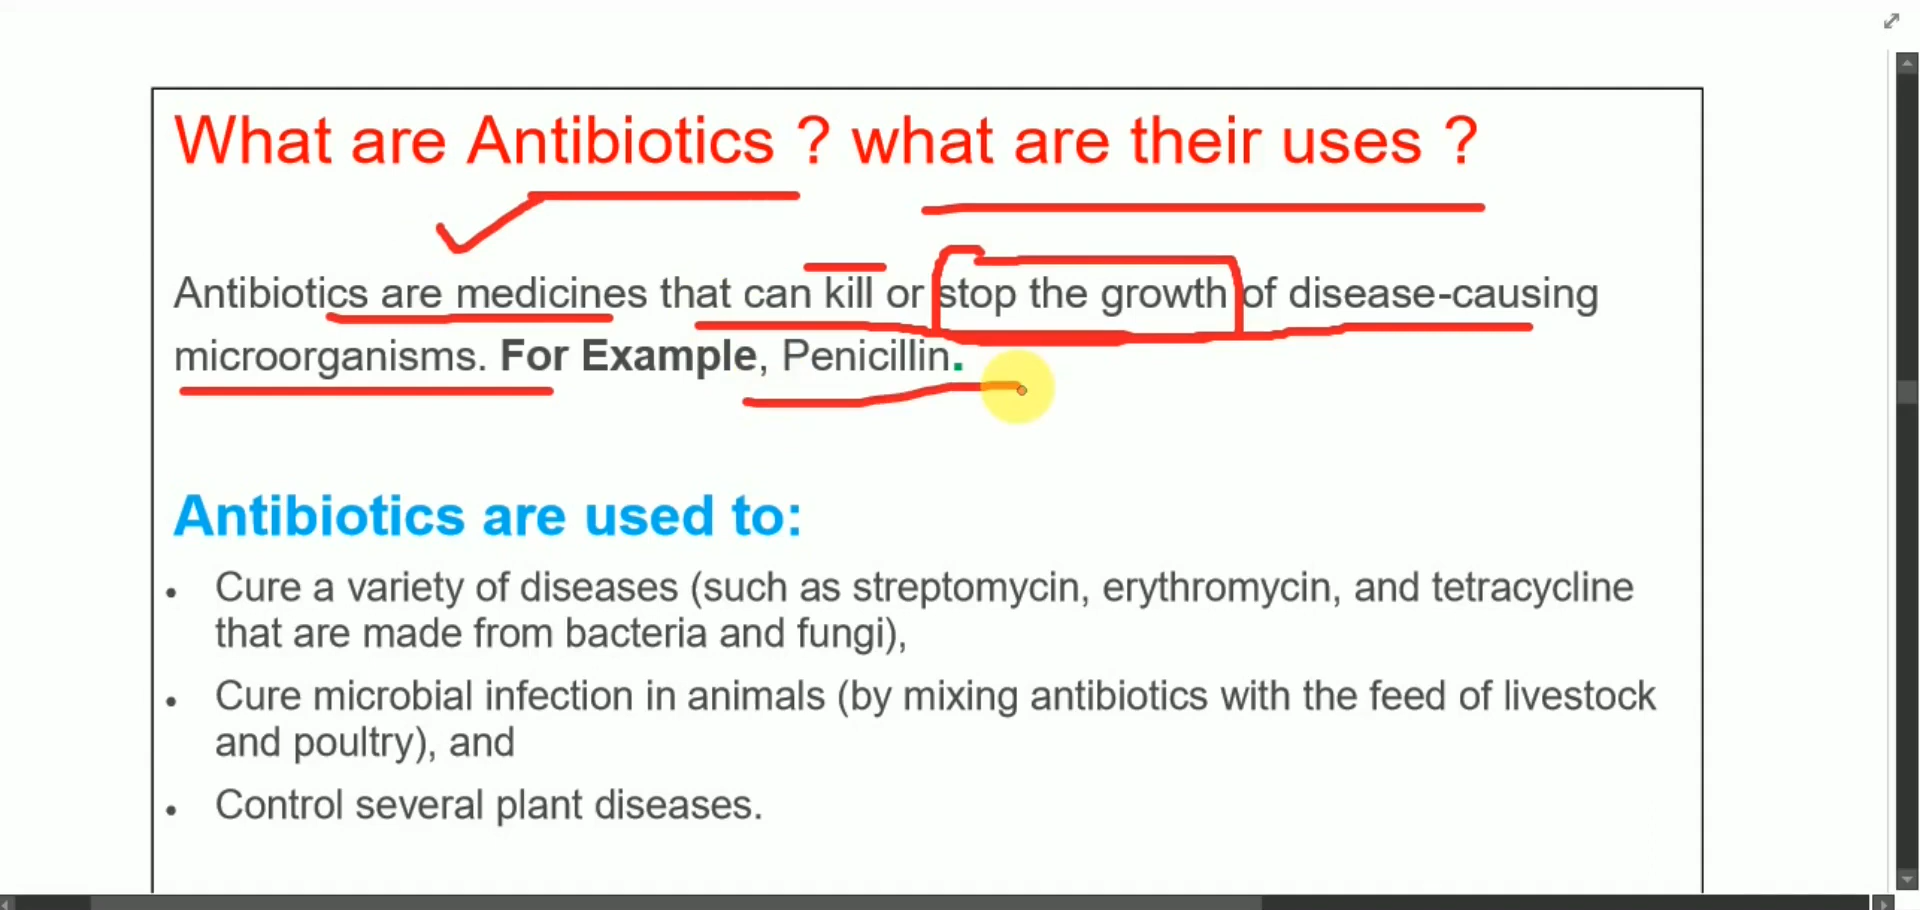 What are Antibiotics ? what are their uses ?
Antibiotics are medicines that can kill or stop the growth of disease-causing
microorganisms. For Example, Penicillin.
Antibiotics are used to:
• Cure a variety of diseases (such as streptomycin, erythromycin, and tetracycline
that are made from bacteria and fungi),
• Cure microbial infection in animals (by mixing antibiotics with the feed of livestock
and poultry), and
• Control several plant diseases.